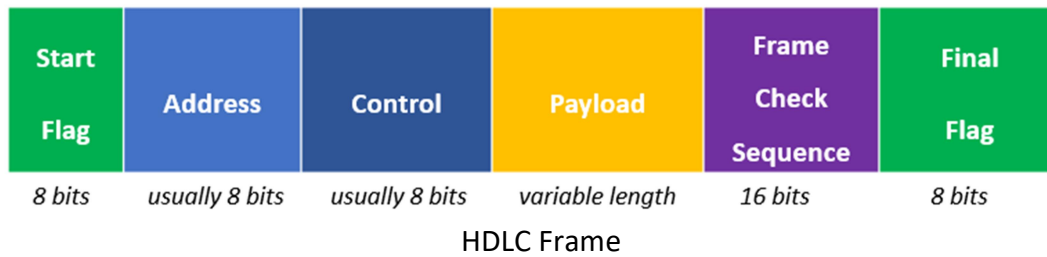 Start
Flag
Address
Control
Payload
Frame
Check
Sequence
Final
Flag
8 bits
usually 8 bits
usually 8 bits
variable length
16 bits
8 bits
HDLC Frame